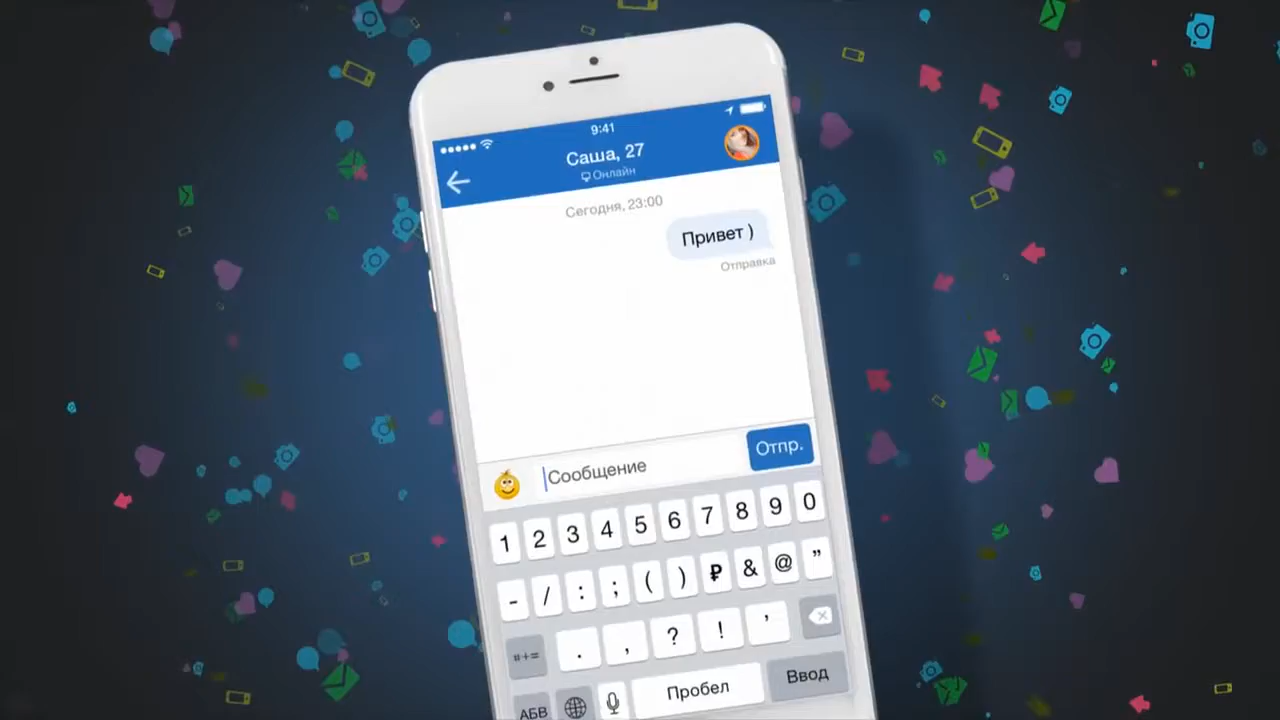 9:41
Саша, 27
Онлайн
Сегодня, 23:00
Привет )
Отправка
Сообщение
Отпр.
1 2 3 4 5 6 7 8 9 0
- / : ; ( ) ₽ & @ ”
#+= . , ? ! ’
АБВ Пробел Ввод